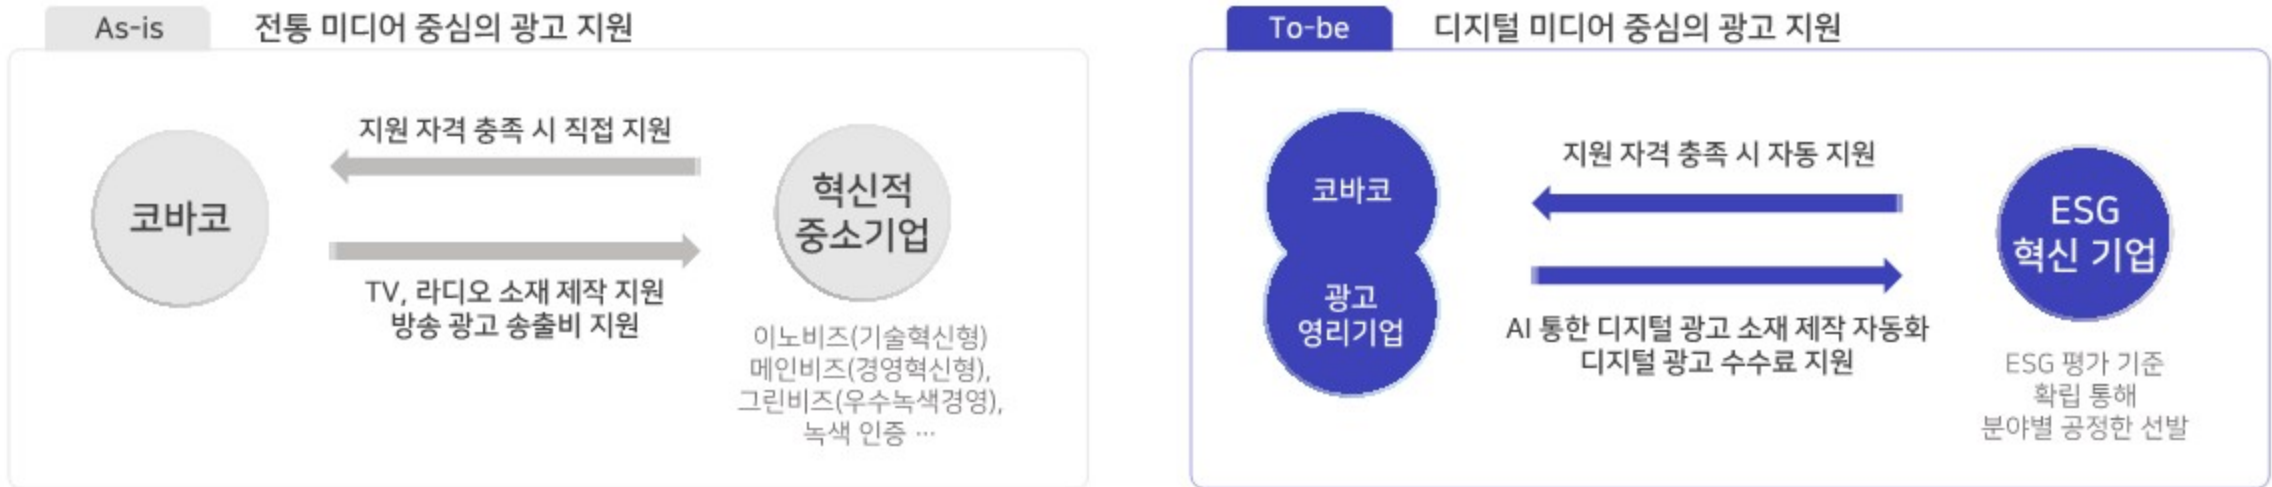 As-is
전통 미디어 중심의 광고 지원
지원 자격 충족 시 직접 지원
코바코
혁신적
중소기업
TV, 라디오 소재 제작 지원
방송 광고 송출비 지원
이노비즈(기술혁신형)
메인비즈(경영혁신형),
그린비즈(우수녹색경영),
녹색 인증 ···
To-be
디지털 미디어 중심의 광고 지원
코바코
광고
영리기업
지원 자격 충족 시 자동 지원
AI 통한 디지털 광고 소재 제작 자동화
디지털 광고 수수료 지원
ESG
혁신 기업
ESG 평가 기준
확립 통해
분야별 공정한 선발